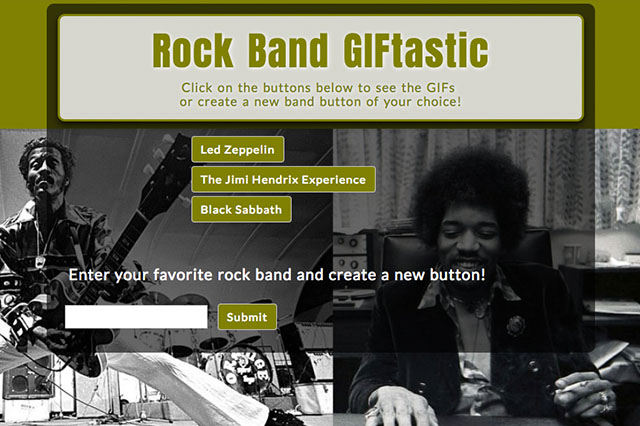 Rock Band GIFtastic
Click on the buttons below to see the GIFs
or create a new band button of your choice!
Led Zeppelin
The Jimi Hendrix Experience
Black Sabbath
Enter your favorite rock band and create a new button!
Submit